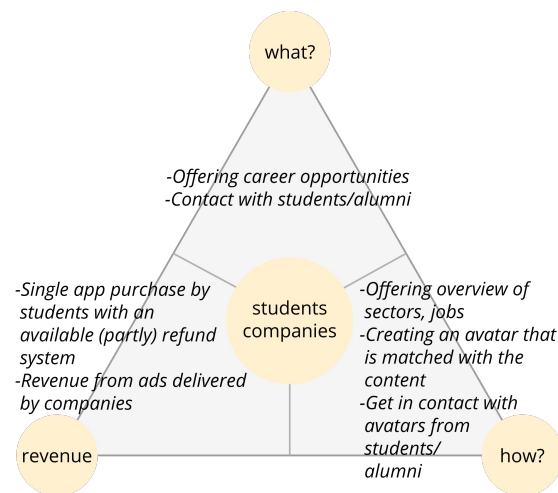 what?
-Offering career opportunities
-Contact with students/alumni
students
companies
-Single app purchase by
students with an
available (partly) refund
system
-Revenue from ads delivered
by companies
-Offering overview of
sectors, jobs
-Creating an avatar that
is matched with the
content
-Get in contact with
avatars from
students/
alumni
revenue
how?